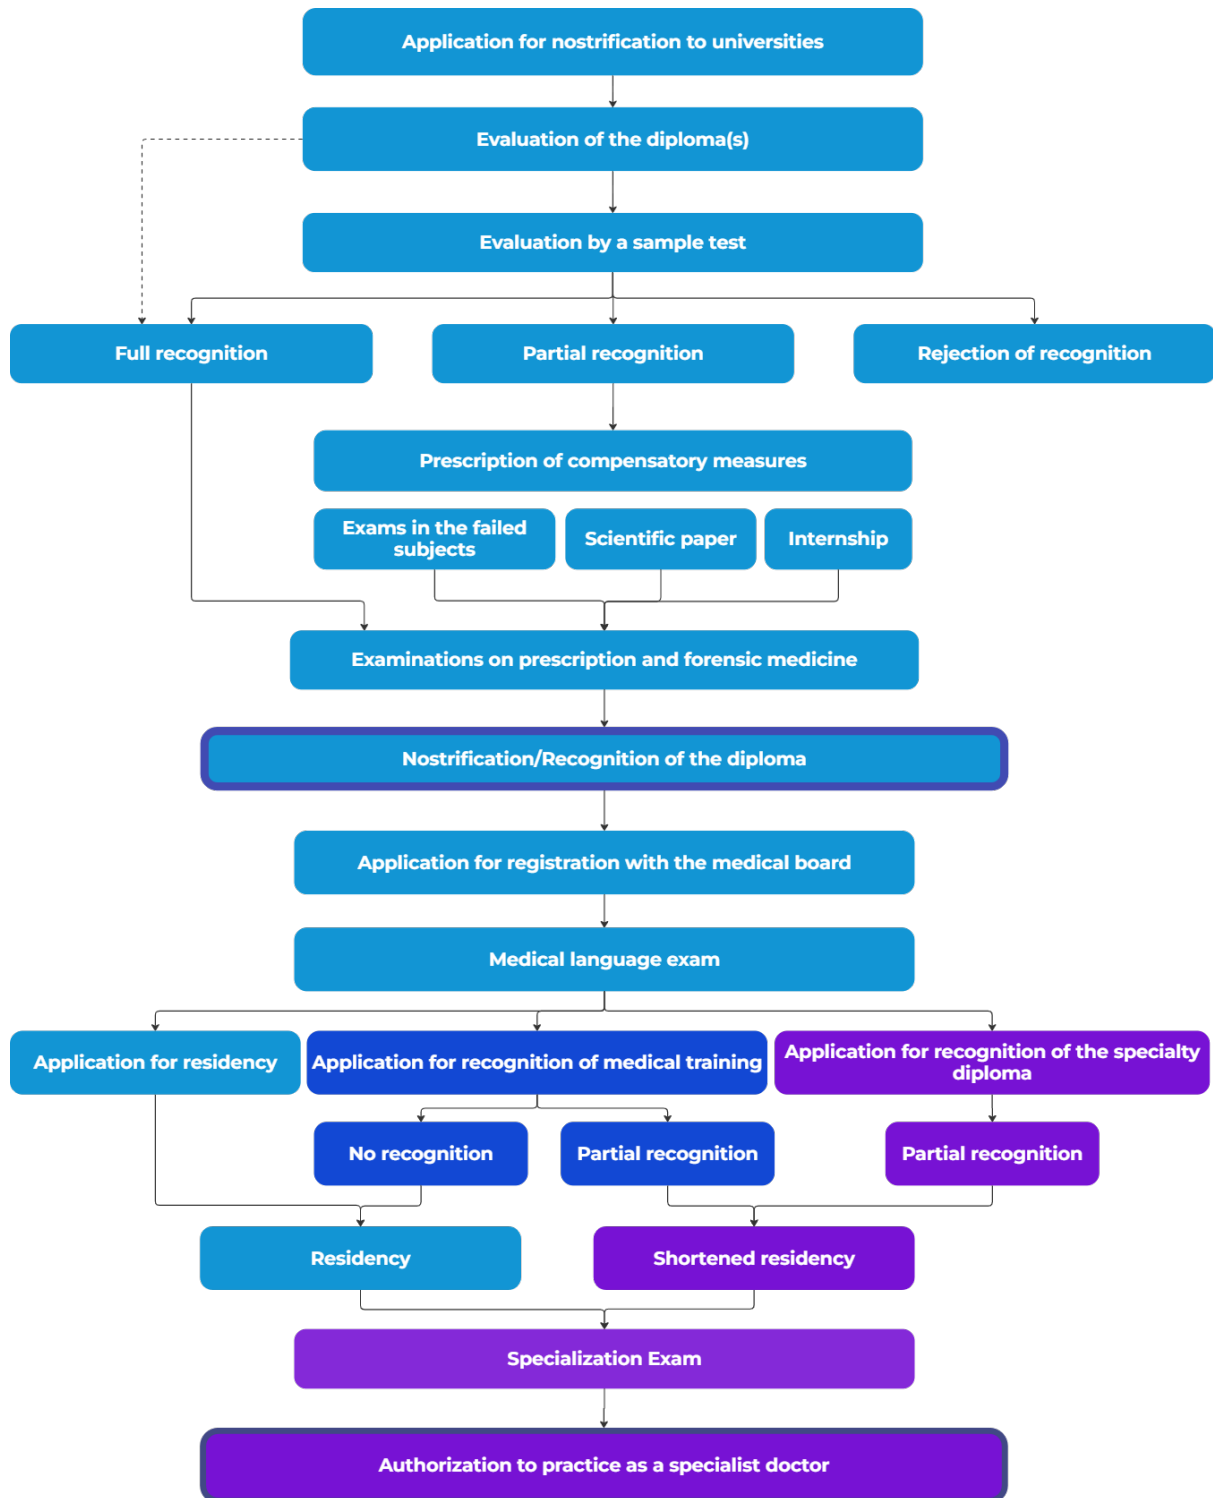 Application for nostrification to universities
Evaluation of the diploma(s)
Evaluation by a sample test
Full recognition
Partial recognition
Rejection of recognition
Prescription of compensatory measures
Exams in the failed
subjects
Scientific paper
Internship
Examinations on prescription and forensic medicine
Nostrification/Recognition of the diploma
Application for registration with the medical board
Medical language exam
Application for residency
Application for recognition of medical training
Application for recognition of the specialty
diploma
No recognition
Partial recognition
Partial recognition
Residency
Shortened residency
Specialization Exam
Authorization to practice as a specialist doctor